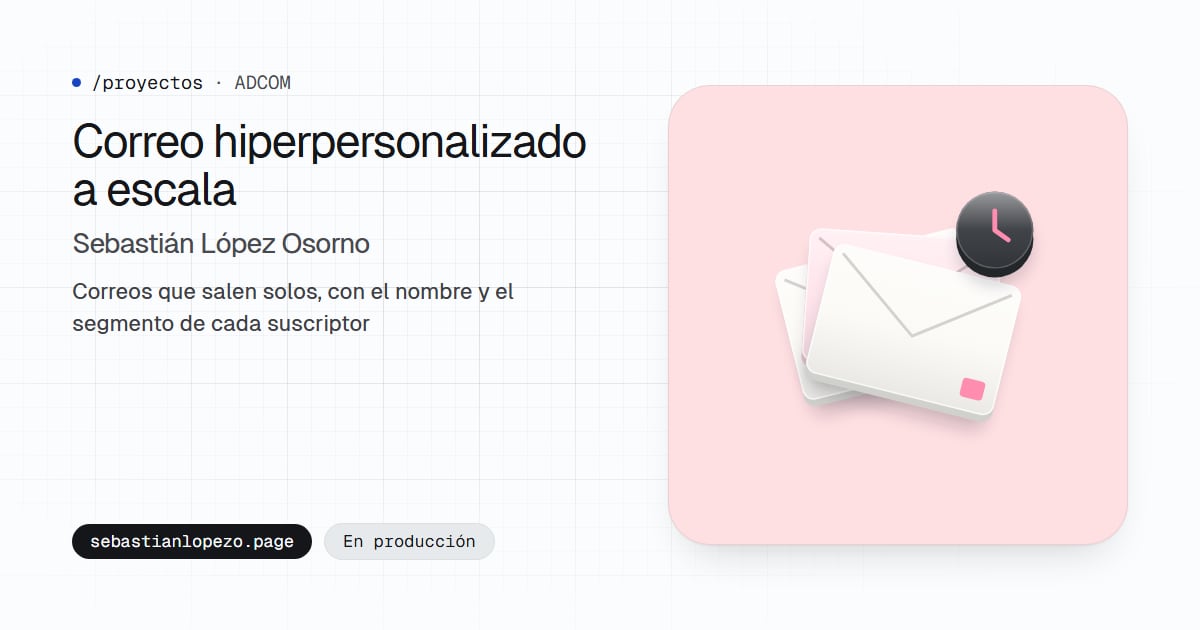 /proyectos · ADCOM
Correo hiperpersonalizado
a escala
Sebastián López Osorno
Correos que salen solos, con el nombre y el
segmento de cada suscriptor
sebastianlopezo.page
En producción